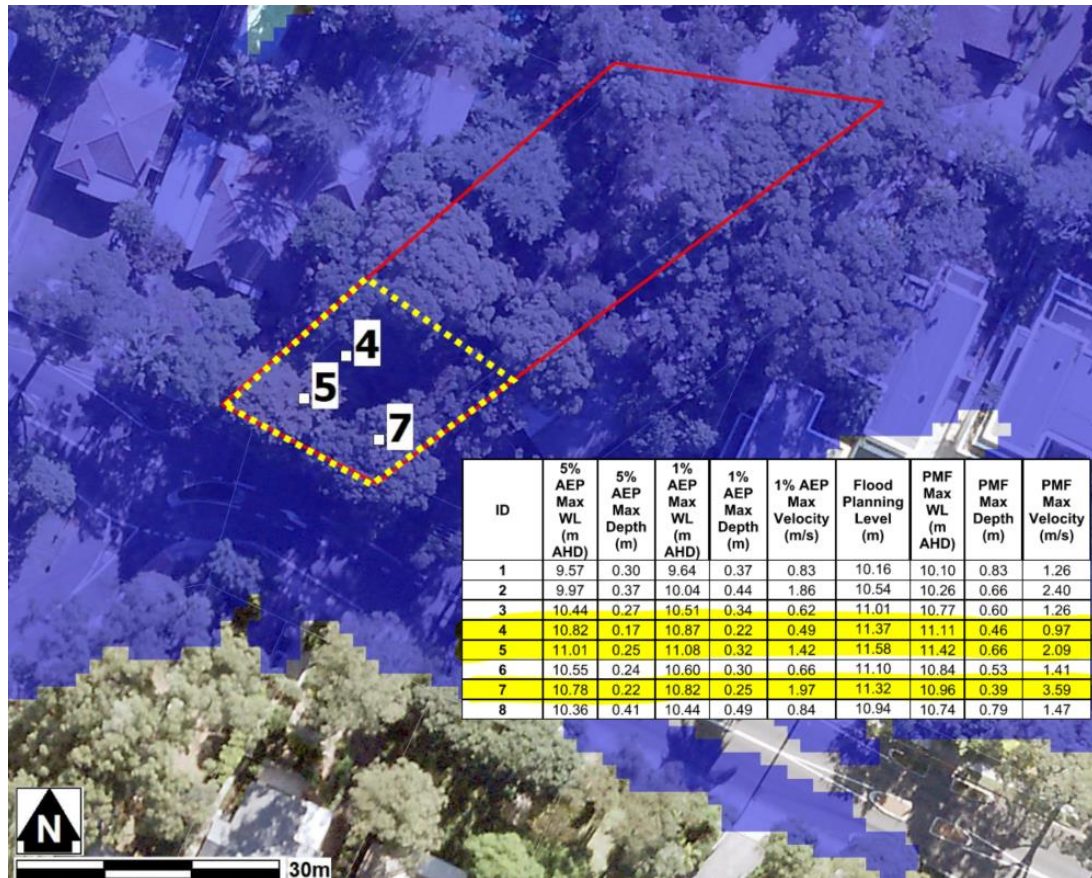 4
5
7
ID 5% AEP Max WL (m AHD) 5% AEP Max Depth (m) 1% AEP Max WL (m AHD) 1% AEP Max Depth (m) 1% AEP Max Velocity (m/s) Flood Planning Level (m) PMF Max WL (m AHD) PMF Max Depth (m) PMF Max Velocity (m/s)
1 9.57 0.30 9.64 0.37 0.83 10.16 10.10 0.83 1.26
2 9.97 0.37 10.04 0.44 1.86 10.54 10.26 0.66 2.40
3 10.44 0.27 10.51 0.34 0.62 11.01 10.77 0.60 1.26
4 10.82 0.17 10.87 0.22 0.49 11.37 11.11 0.46 0.97
5 11.01 0.25 11.08 0.32 1.42 11.58 11.42 0.66 2.09
6 10.55 0.24 10.60 0.30 0.66 11.10 10.84 0.53 1.41
7 10.78 0.22 10.82 0.25 1.97 11.32 10.96 0.39 3.59
8 10.36 0.41 10.44 0.49 0.84 10.94 10.74 0.79 1.47
N
30m